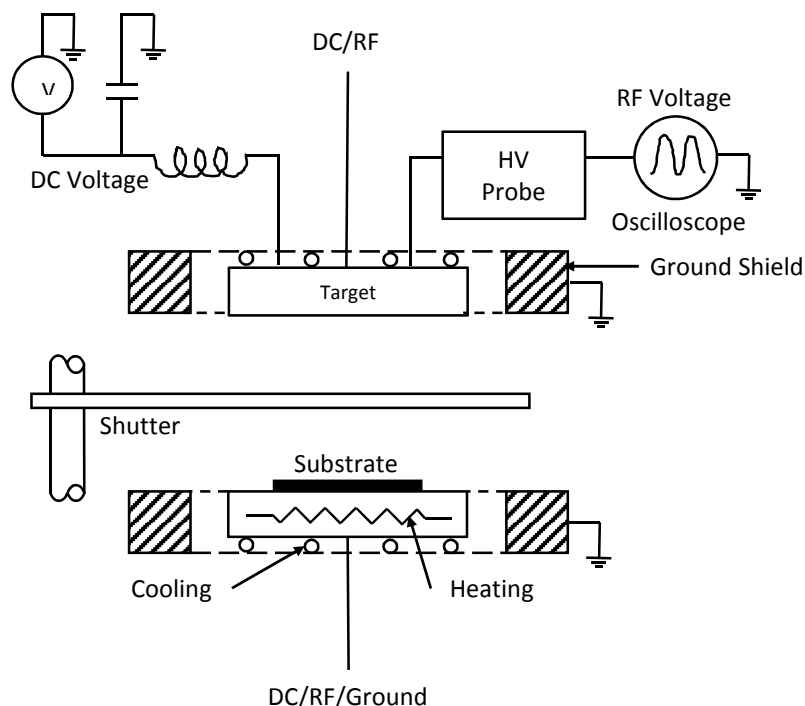 DC/RF
V
RF Voltage
HV
Probe
DC Voltage
Oscilloscope
Ground Shield
Target
Shutter
Substrate
Cooling
Heating
DC/RF/Ground